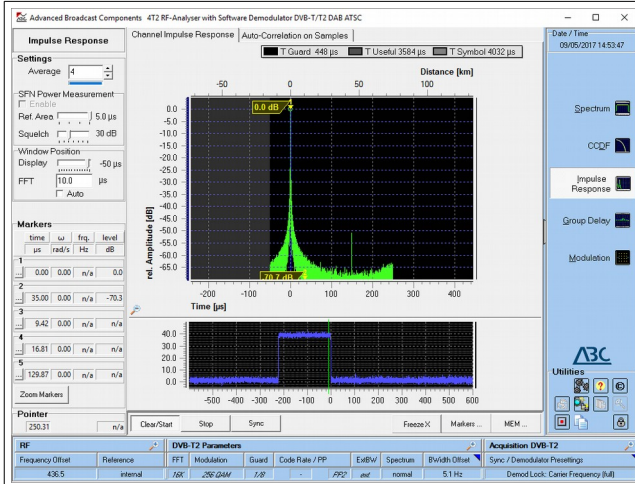 Advanced Broadcast Components 4T2 RF-Analyser with Software Demodulator DVB-T/T2 DAB ATSC
Impulse Response
Channel Impulse Response Auto-Correlation on Samples
Date / Time
09/05/2017 14:53:47
Settings
Average 4
T Guard 448 µs T Useful 3584 µs T Symbol 4032 µs
Distance [km]
-50 0 50 100
SFN Power Measurement
Enable
Ref. Area 5.0 µs
Squelch 30 dB
Window Position
Display -50 µs
FFT 10.0 µs
Auto
0.0 dB
-70.7 dB
rel. Amplitude [dB]
0.0
-5.0
-10.0
-15.0
-20.0
-25.0
-30.0
-35.0
-40.0
-45.0
-50.0
-55.0
-60.0
-65.0
-200 -100 0 100 200 300 400
Time [µs]
Spectrum
CCDF
Impulse
Response
Group Delay
Modulation
Markers
time ω frq. level
µs rad/s Hz dB
1
... 0.00 0.00 n/a 0.0
2
... 35.00 0.00 n/a -70.3
3
... 9.42 0.00 n/a n/a
4
... 16.81 0.00 n/a n/a
5
... 129.87 0.00 n/a n/a
Zoom Markers
40.0
30.0
20.0
10.0
0.0
-500 -400 -300 -200 -100 0 100 200 300 400 500 600
ABC
Utilities
Pointer
250.31 n/a
Clear/Start Stop Sync Freeze X Markers ... MEM ...
RF DVB-T2 Parameters Acquisition DVB-T2
Frequency Offset Reference FFT Modulation Guard Code Rate / PP ExtBW Spectrum BWidth Offset Sync / Demodulator Presettings
436.5 internal 16K 256 QAM 1/8 - PP2 ext normal 5.1 Hz Demod Lock: Carrier Frequency (full)